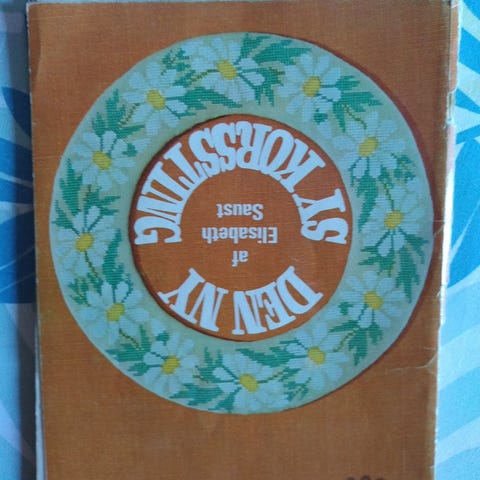 DEN NY
SY KORSSTING
af
Elisabeth
Saust